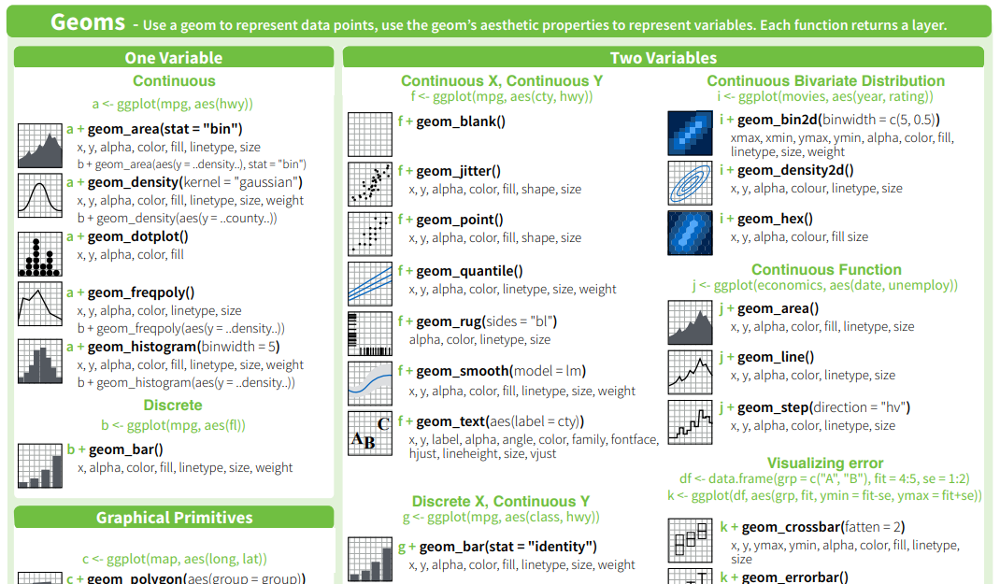 Geoms - Use a geom to represent data points, use the geom's aesthetic properties to represent variables. Each function returns a layer.
One Variable
Continuous
a <- ggplot(mpg, aes(hwy))
a + geom_area(stat = "bin")
x, y, alpha, color, fill, linetype, size
b + geom_area(aes(y = ..density..), stat = "bin")
a + geom_density(kernel = "gaussian")
x, y, alpha, color, fill, linetype, size, weight
b + geom_density(aes(y = ..county..))
a + geom_dotplot()
x, y, alpha, color, fill
a + geom_freqpoly()
x, y, alpha, color, linetype, size
b + geom_freqpoly(aes(y = ..density..))
a + geom_histogram(binwidth = 5)
x, y, alpha, color, fill, linetype, size, weight
b + geom_histogram(aes(y = ..density..))
Discrete
b <- ggplot(mpg, aes(fl))
b + geom_bar()
x, alpha, color, fill, linetype, size, weight
Graphical Primitives
c <- ggplot(map, aes(long, lat))
c + geom_polygon(aes(group = group))
Two Variables
Continuous X, Continuous Y
f <- ggplot(mpg, aes(cty, hwy))
f + geom_blank()
f + geom_jitter()
x, y, alpha, color, fill, shape, size
f + geom_point()
x, y, alpha, color, fill, shape, size
f + geom_quantile()
x, y, alpha, color, linetype, size, weight
f + geom_rug(sides = "bl")
alpha, color, linetype, size
f + geom_smooth(model = lm)
x, y, alpha, color, fill, linetype, size, weight
C
A
B
f + geom_text(aes(label = cty))
x, y, label, alpha, angle, color, family, fontface,
hjust, lineheight, size, vjust
Discrete X, Continuous Y
g <- ggplot(mpg, aes(class, hwy))
g + geom_bar(stat = "identity")
x, y, alpha, color, fill, linetype, size, weight
Continuous Bivariate Distribution
i <- ggplot(movies, aes(year, rating))
i + geom_bin2d(binwidth = c(5, 0.5))
xmax, xmin, ymax, ymin, alpha, color, fill,
linetype, size, weight
i + geom_density2d()
x, y, alpha, colour, linetype, size
i + geom_hex()
x, y, alpha, colour, fill size
Continuous Function
j <- ggplot(economics, aes(date, unemploy))
j + geom_area()
x, y, alpha, color, fill, linetype, size
j + geom_line()
x, y, alpha, color, linetype, size
j + geom_step(direction = "hv")
x, y, alpha, color, linetype, size
Visualizing error
df <- data.frame(grp = c("A", "B"), fit = 4:5, se = 1:2)
k <- ggplot(df, aes(grp, fit, ymin = fit-se, ymax = fit+se))
k + geom_crossbar(fatten = 2)
x, y, ymax, ymin, alpha, color, fill, linetype,
size
k + geom_errorbar()